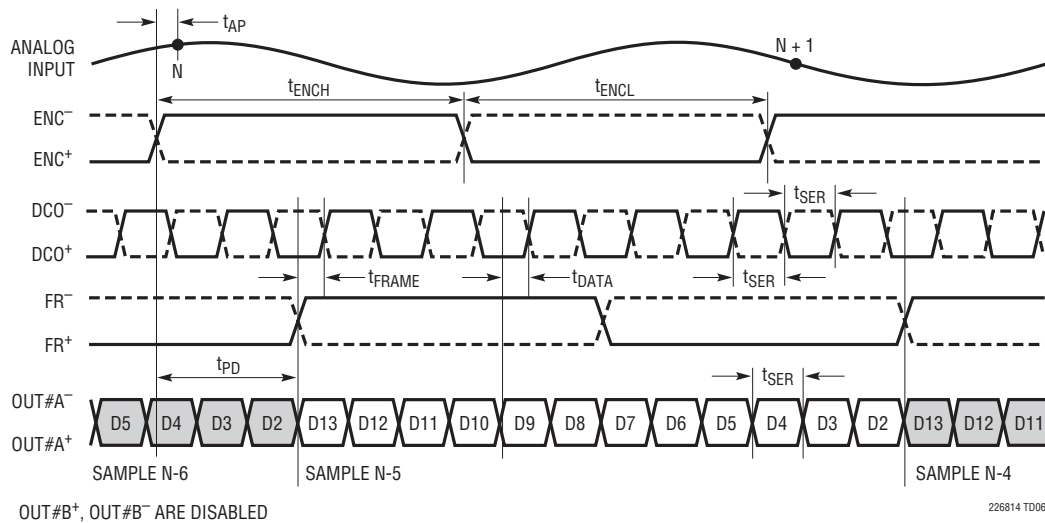 tAP
ANALOG
INPUT
N
N + 1
tENCH
tENCL
ENC–
ENC+
DCO–
DCO+
tSER
tFRAME
tDATA
tSER
FR–
FR+
tPD
tSER
OUT#A–
OUT#A+
D5 D4 D3 D2 D13 D12 D11 D10 D9 D8 D7 D6 D5 D4 D3 D2 D13 D12 D11
SAMPLE N-6
SAMPLE N-5
SAMPLE N-4
OUT#B+, OUT#B– ARE DISABLED
226814 TD06